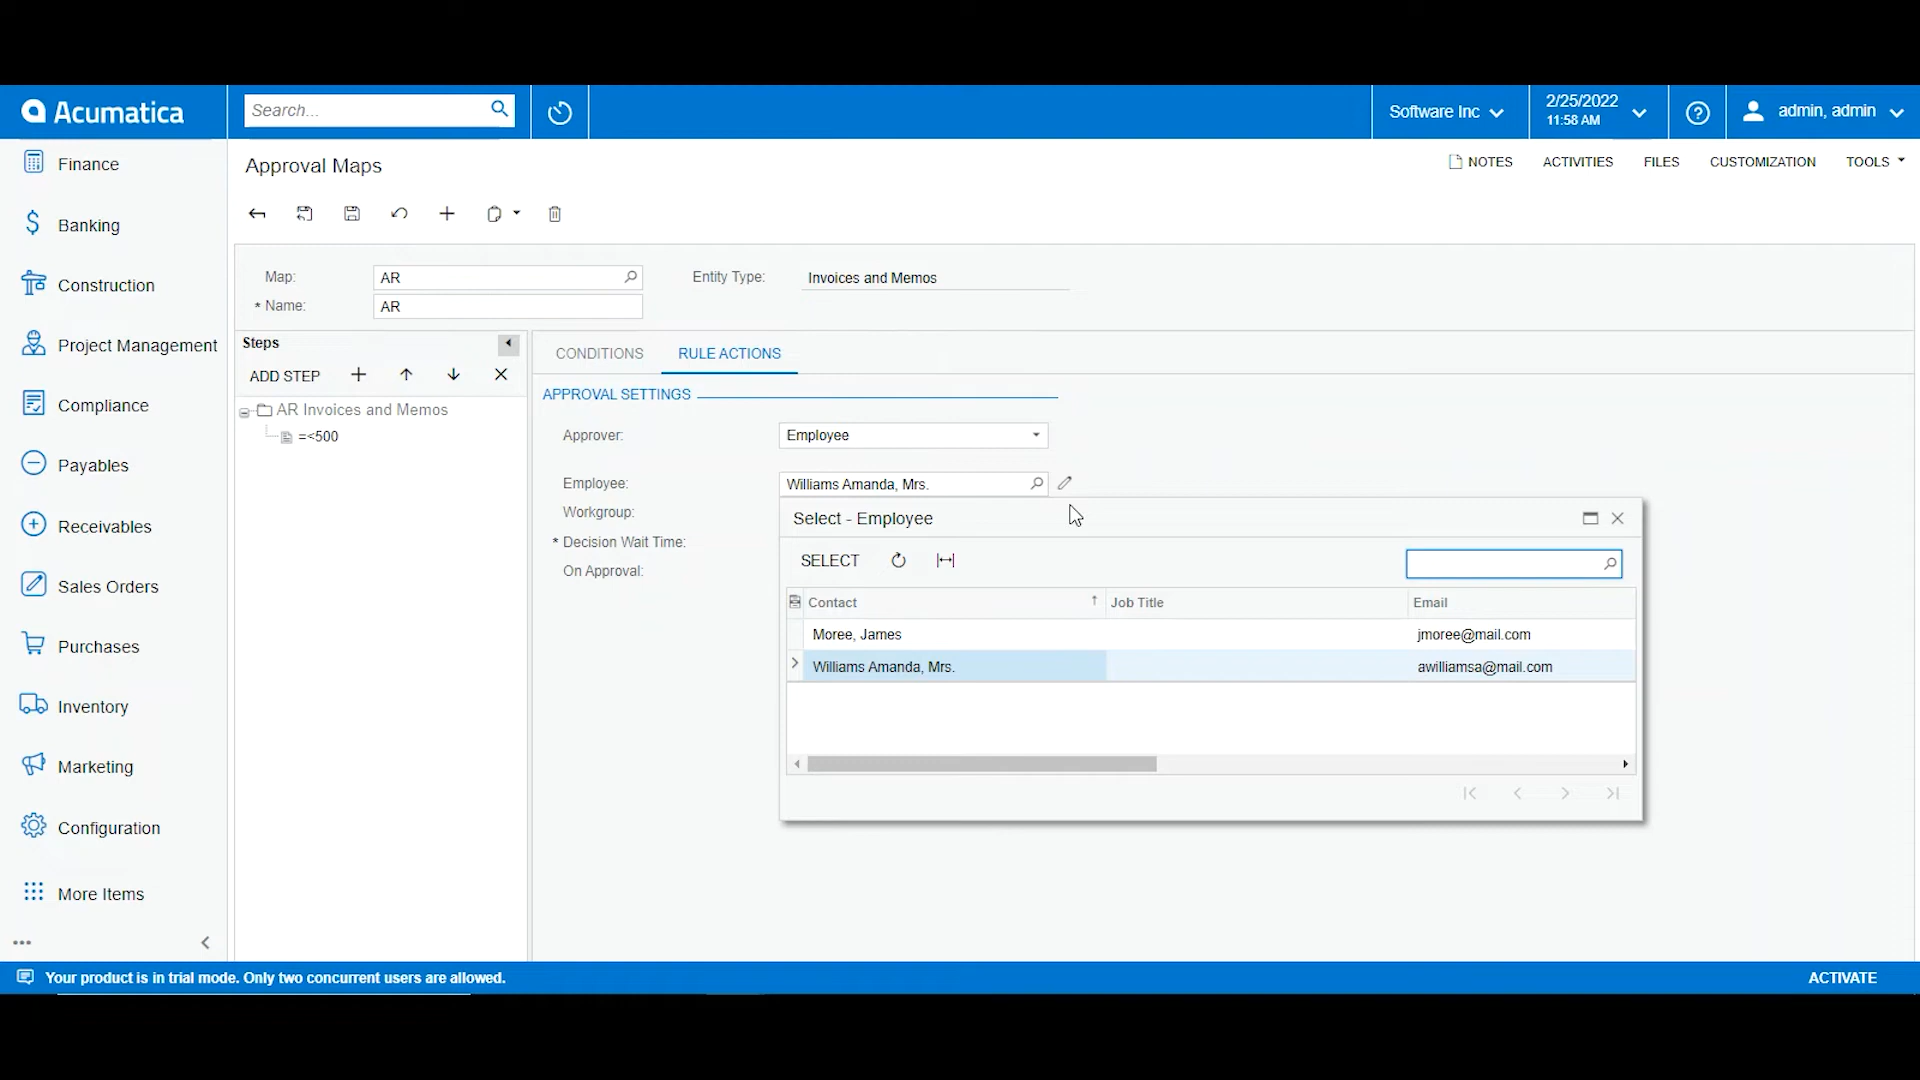 Acumatica
Search...
Software Inc
2/25/2022
11:58 AM
admin, admin
Finance
Banking
Construction
Project Management
Compliance
Payables
Receivables
Sales Orders
Purchases
Inventory
Marketing
Configuration
More Items
Approval Maps
NOTES
ACTIVITIES
FILES
CUSTOMIZATION
TOOLS
Map: AR
Entity Type: Invoices and Memos
* Name: AR
Steps
ADD STEP
AR Invoices and Memos
=<500
CONDITIONS
RULE ACTIONS
APPROVAL SETTINGS
Approver: Employee
Employee: Williams Amanda, Mrs.
Workgroup:
* Decision Wait Time:
On Approval:
Select - Employee
SELECT
Contact Job Title Email
Moree, James jmoree@mail.com
Williams Amanda, Mrs. awilliamsa@mail.com
Your product is in trial mode. Only two concurrent users are allowed.
ACTIVATE